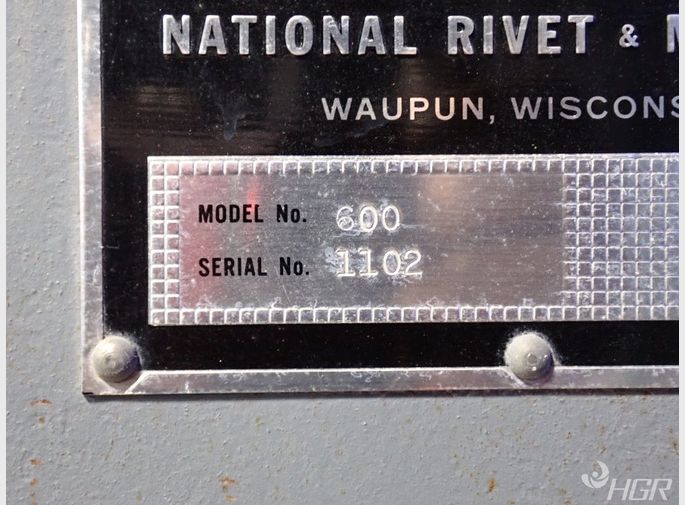 NATIONAL RIVET & M
WAUPUN, WISCONS
MODEL No. 600
SERIAL No. 1102
HGR